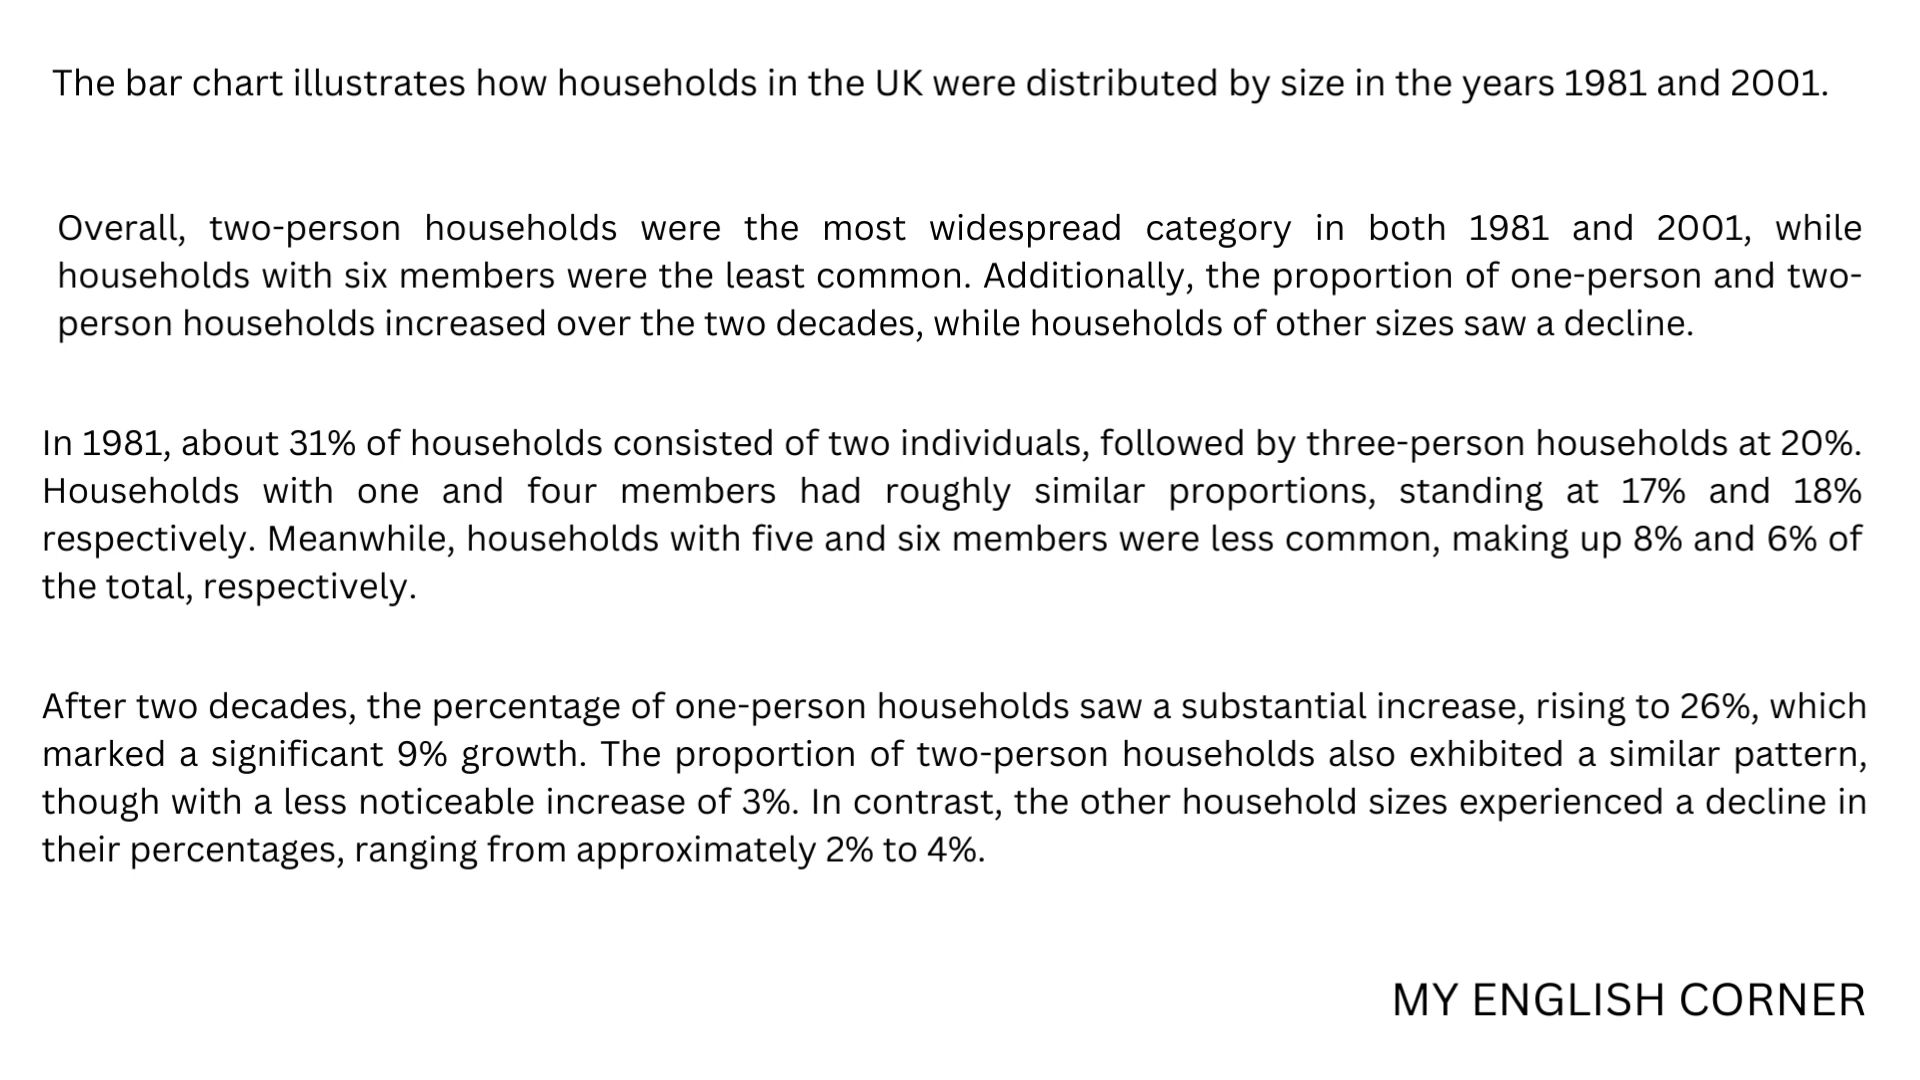 The bar chart illustrates how households in the UK were distributed by size in the years 1981 and 2001.
Overall, two-person households were the most widespread category in both 1981 and 2001, while
households with six members were the least common. Additionally, the proportion of one-person and two-
person households increased over the two decades, while households of other sizes saw a decline.
In 1981, about 31% of households consisted of two individuals, followed by three-person households at 20%.
Households with one and four members had roughly similar proportions, standing at 17% and 18%
respectively. Meanwhile, households with five and six members were less common, making up 8% and 6% of
the total, respectively.
After two decades, the percentage of one-person households saw a substantial increase, rising to 26%, which
marked a significant 9% growth. The proportion of two-person households also exhibited a similar pattern,
though with a less noticeable increase of 3%. In contrast, the other household sizes experienced a decline in
their percentages, ranging from approximately 2% to 4%.
MY ENGLISH CORNER